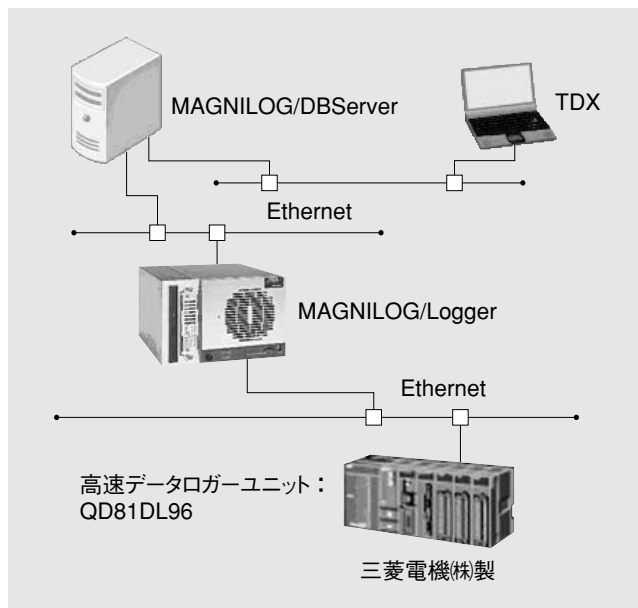 MAGNILOG/DBServer
TDX
Ethernet
MAGNILOG/Logger
Ethernet
高速データロガーユニット：
QD81DL96
三菱電機㈱製